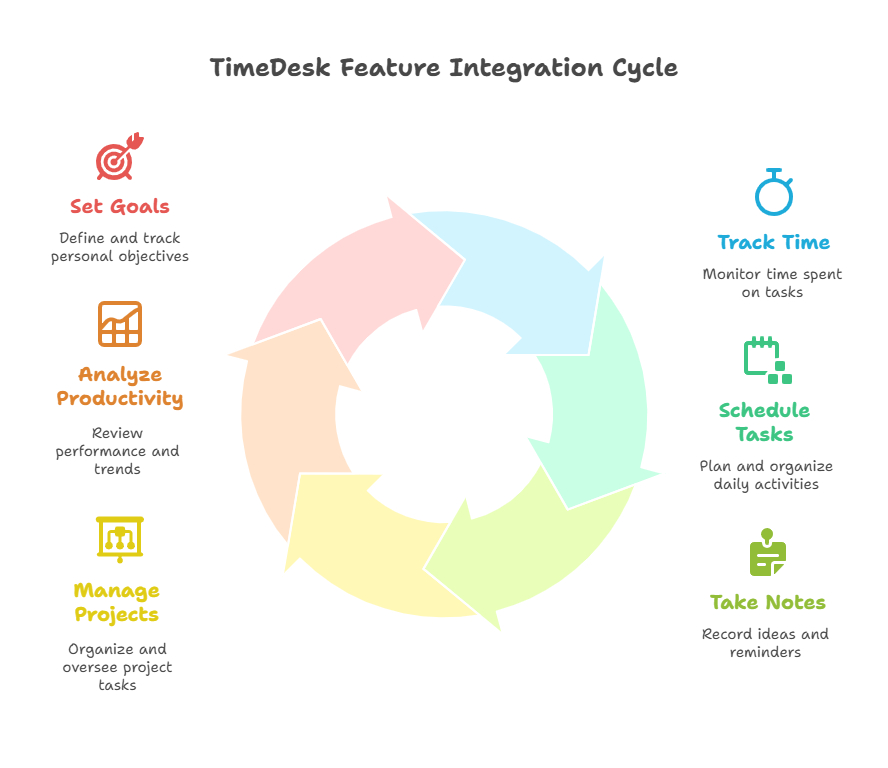 TimeDesk Feature Integration Cycle
Set Goals
Define and track
personal objectives
Analyze
Productivity
Review
performance and
trends
Manage
Projects
Organize and
oversee project
tasks
Track Time
Monitor time spent
on tasks
Schedule
Tasks
Plan and organize
daily activities
Take Notes
Record ideas and
reminders